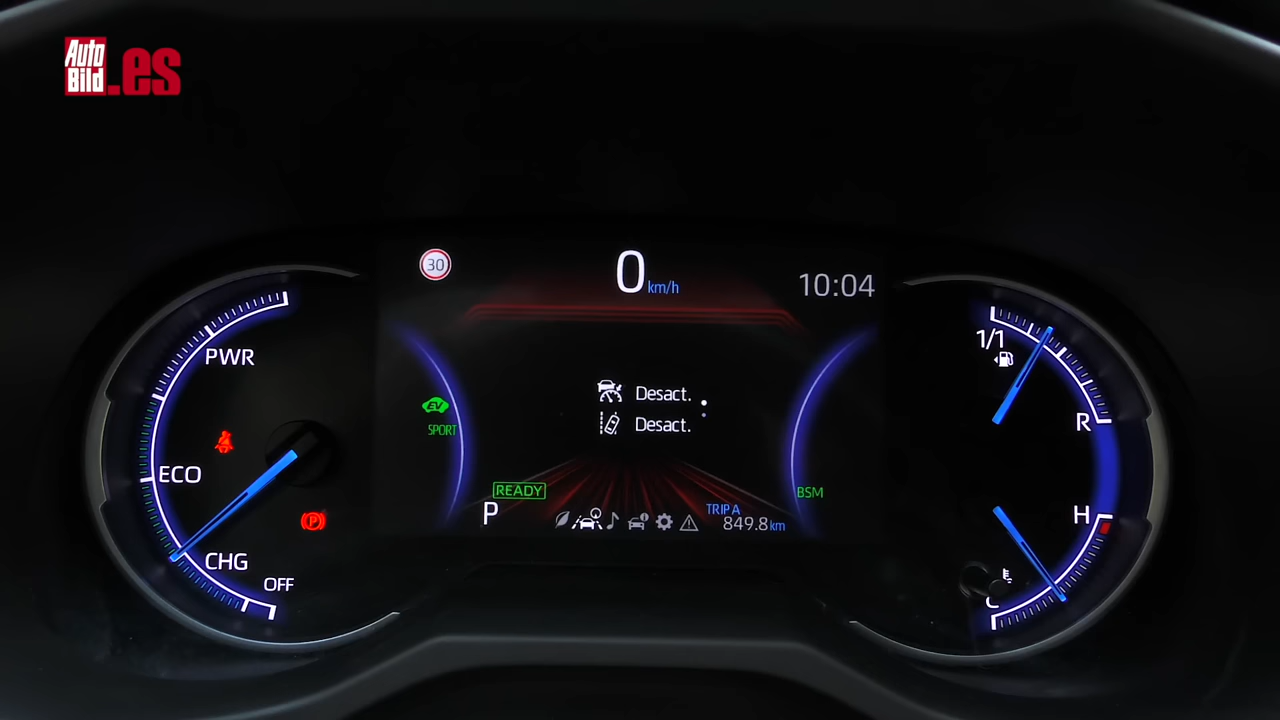 Auto
Bild.es
30
0 km/h
10:04
PWR
ECO
CHG
OFF
EV
SPORT
Desact.
Desact.
READY
P
BSM
TRIP A
849.8 km
1/1
R
H
C
P